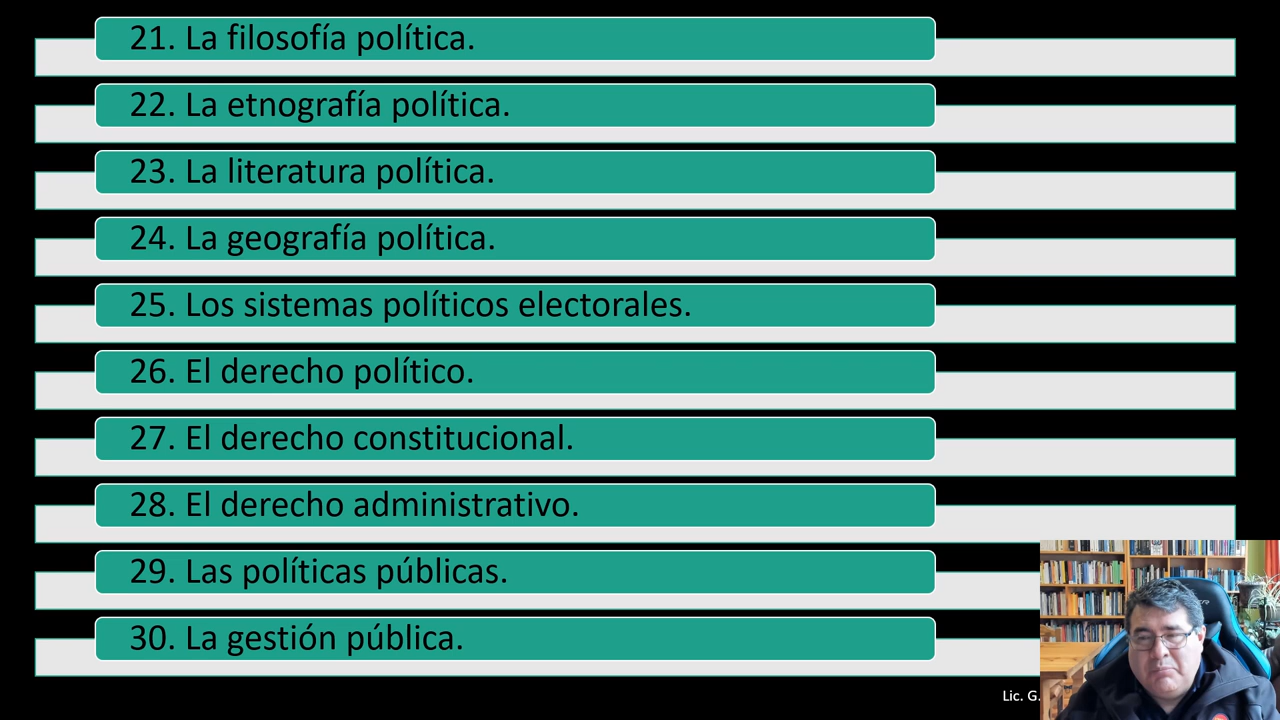 21. La filosofía política.
22. La etnografía política.
23. La literatura política.
24. La geografía política.
25. Los sistemas políticos electorales.
26. El derecho político.
27. El derecho constitucional.
28. El derecho administrativo.
29. Las políticas públicas.
30. La gestión pública.
Lic. G.